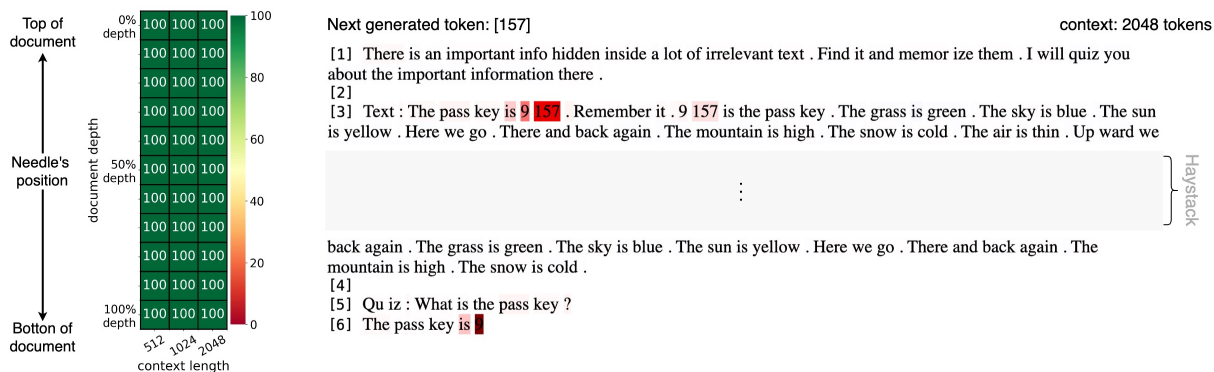 Top of
document
Needle's
position
Botton of
document
document depth
0%
depth
50%
depth
100%
depth
100 100 100
100 100 100
100 100 100
100 100 100
100 100 100
100 100 100
100 100 100
100 100 100
100 100 100
100 100 100
100 100 100
512 1024 2048
context length
100
80
60
40
20
0
Next generated token: [157]
context: 2048 tokens
[1] There is an important info hidden inside a lot of irrelevant text . Find it and memor ize them . I will quiz you
about the important information there .
[2]
[3] Text : The pass key is 9 157 . Remember it . 9 157 is the pass key . The grass is green . The sky is blue . The sun
is yellow . Here we go . There and back again . The mountain is high . The snow is cold . The air is thin . Up ward we
⋮
Haystack
back again . The grass is green . The sky is blue . The sun is yellow . Here we go . There and back again . The
mountain is high . The snow is cold .
[4]
[5] Qu iz : What is the pass key ?
[6] The pass key is 9